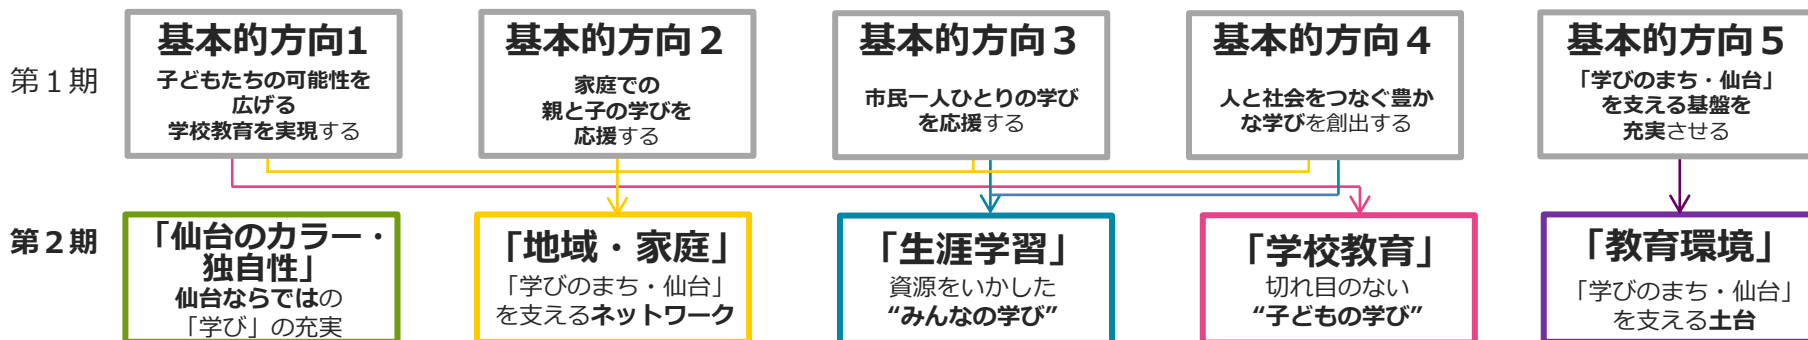 第１期
基本的方向1
子どもたちの可能性を
広げる
学校教育を実現する
基本的方向２
家庭での
親と子の学びを
応援する
基本的方向３
市民一人ひとりの学び
を応援する
基本的方向４
人と社会をつなぐ豊か
な学びを創出する
基本的方向５
「学びのまち・仙台」
を支える基盤を
充実させる
第２期
「仙台のカラー・
独自性」
仙台ならではの
「学び」の充実
「地域・家庭」
「学びのまち・仙台」
を支えるネットワーク
「生涯学習」
資源をいかした
“みんなの学び”
「学校教育」
切れ目のない
“子どもの学び”
「教育環境」
「学びのまち・仙台」
を支える土台